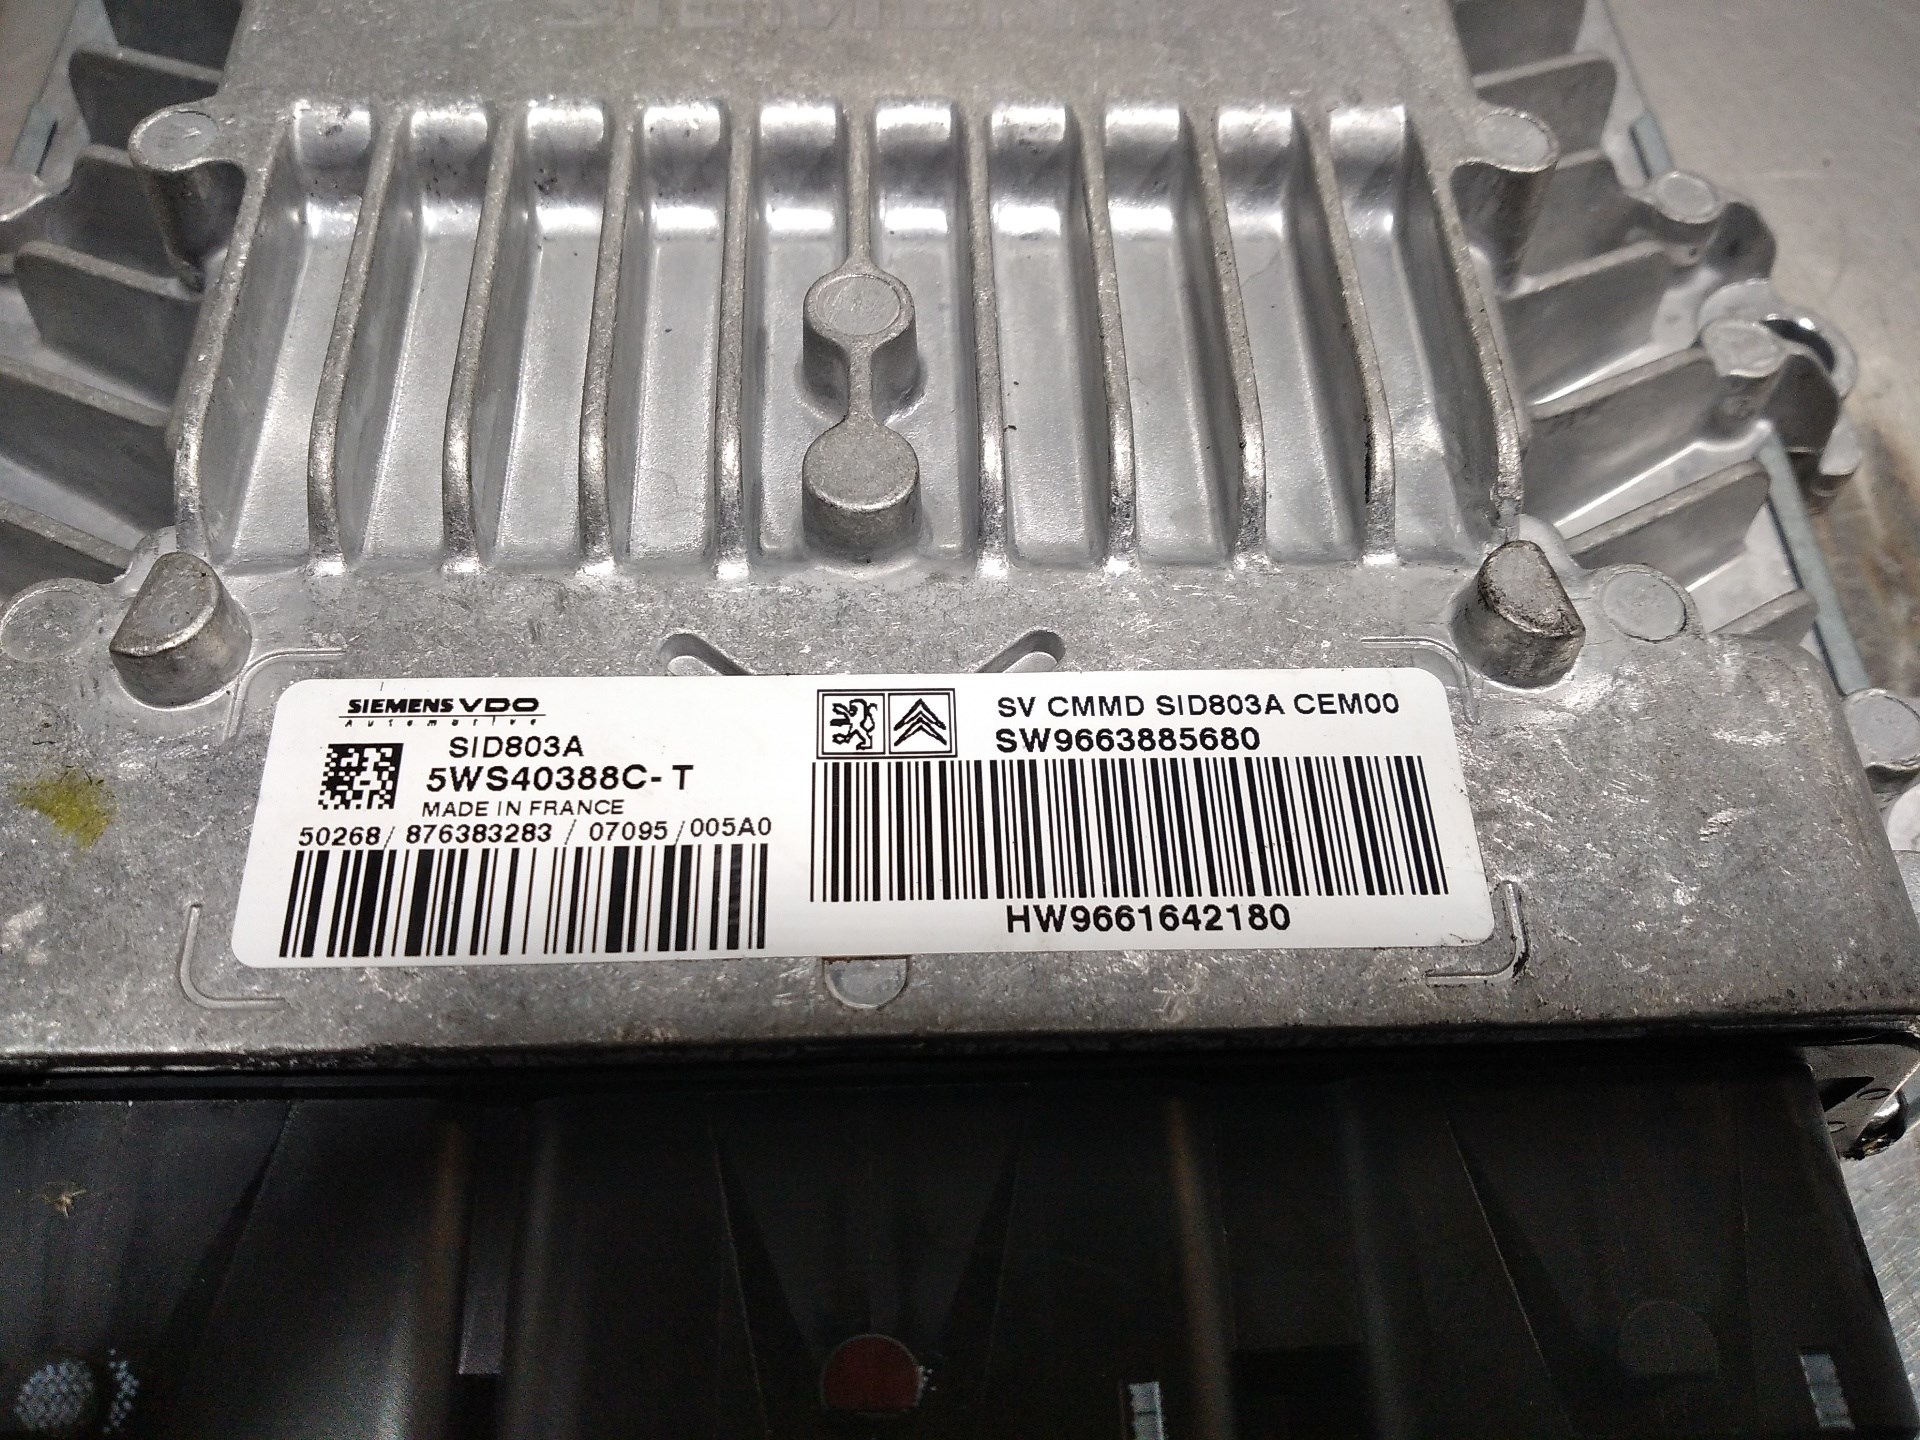 SIEMENS VDO
Automotive
SID803A
5WS40388C-T
MADE IN FRANCE
50268/876383283/07095/005A0
SV CMMD SID803A CEM00
SW9663885680
HW9661642180